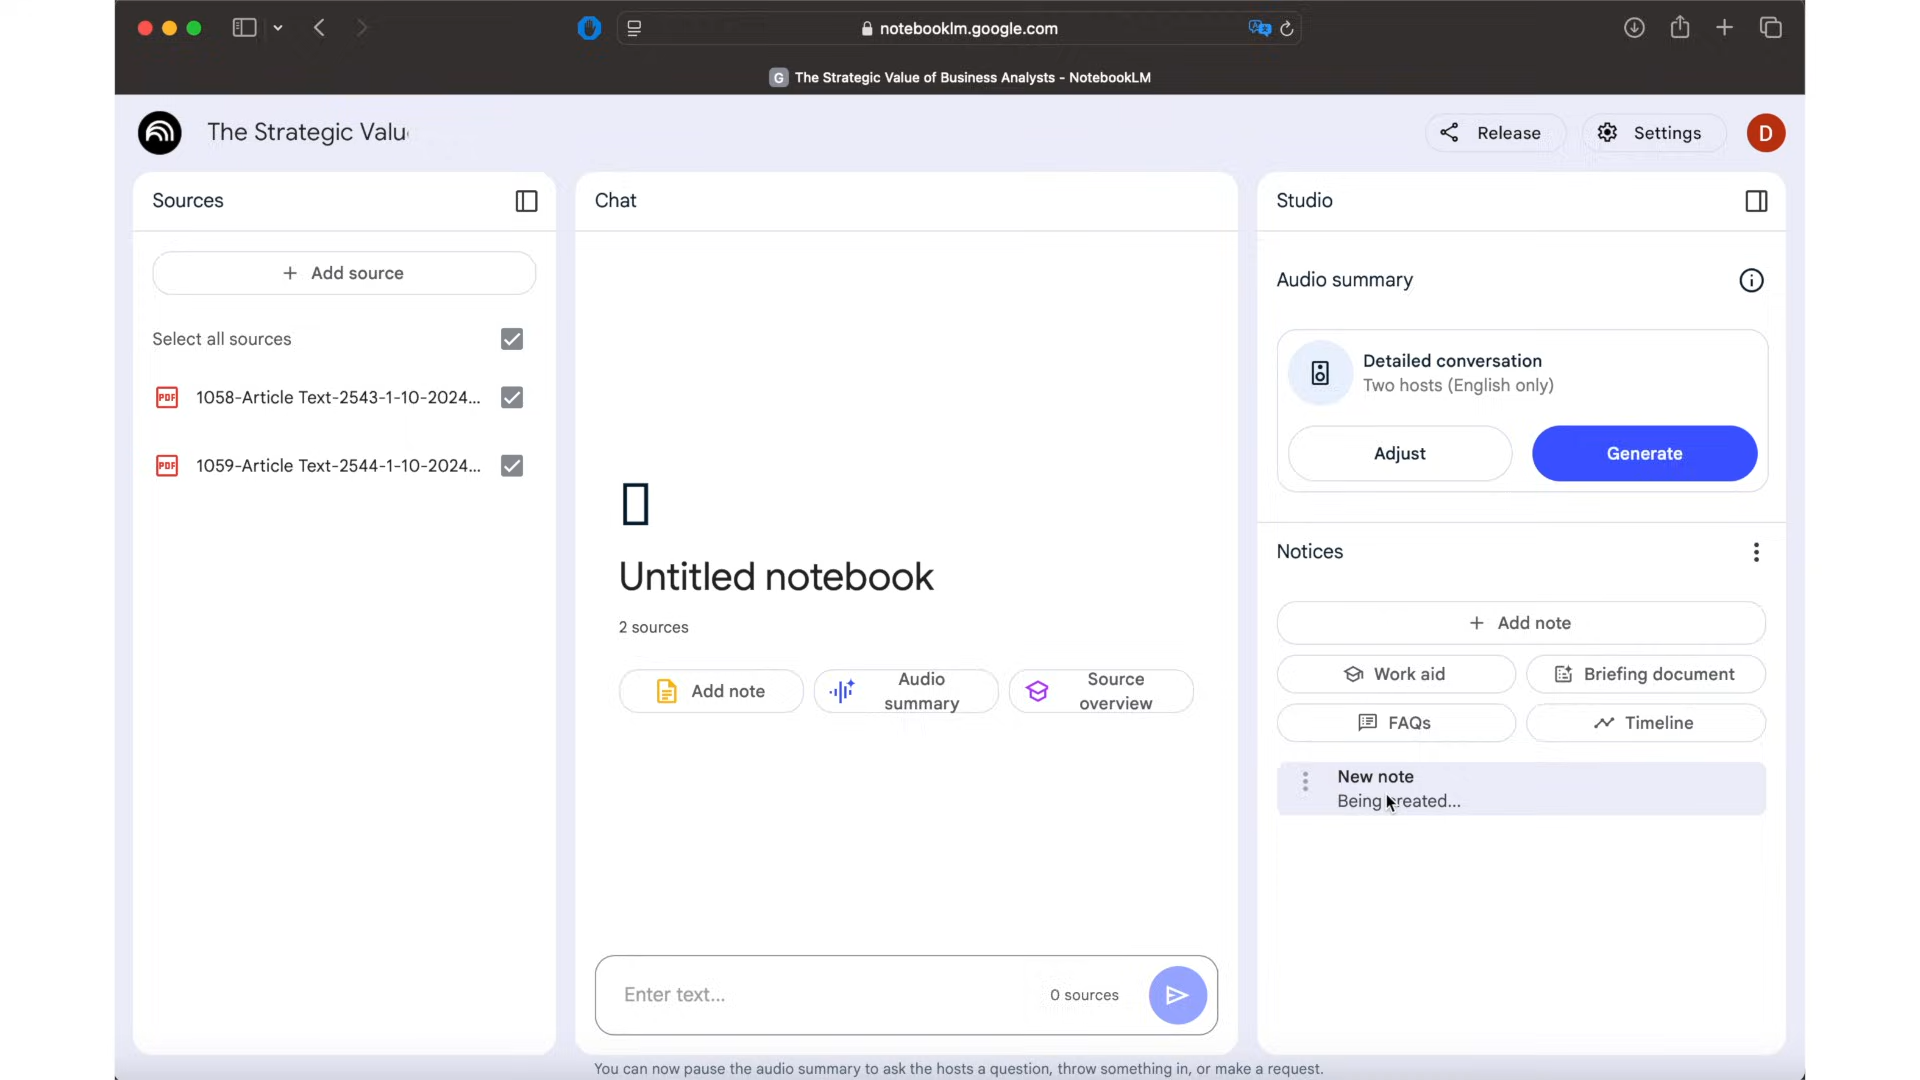 notebooklm.google.com
G The Strategic Value of Business Analysts - NotebookLM
The Strategic Valu
Release
Settings
D
Sources
+ Add source
Select all sources
PDF 1058-Article Text-2543-1-10-2024...
PDF 1059-Article Text-2544-1-10-2024...
Chat
Untitled notebook
2 sources
Add note
Audio summary
Source overview
Enter text...
0 sources
Studio
Audio summary
Detailed conversation
Two hosts (English only)
Adjust
Generate
Notices
+ Add note
Work aid
Briefing document
FAQs
Timeline
New note
Being created...
You can now pause the audio summary to ask the hosts a question, throw something in, or make a request.